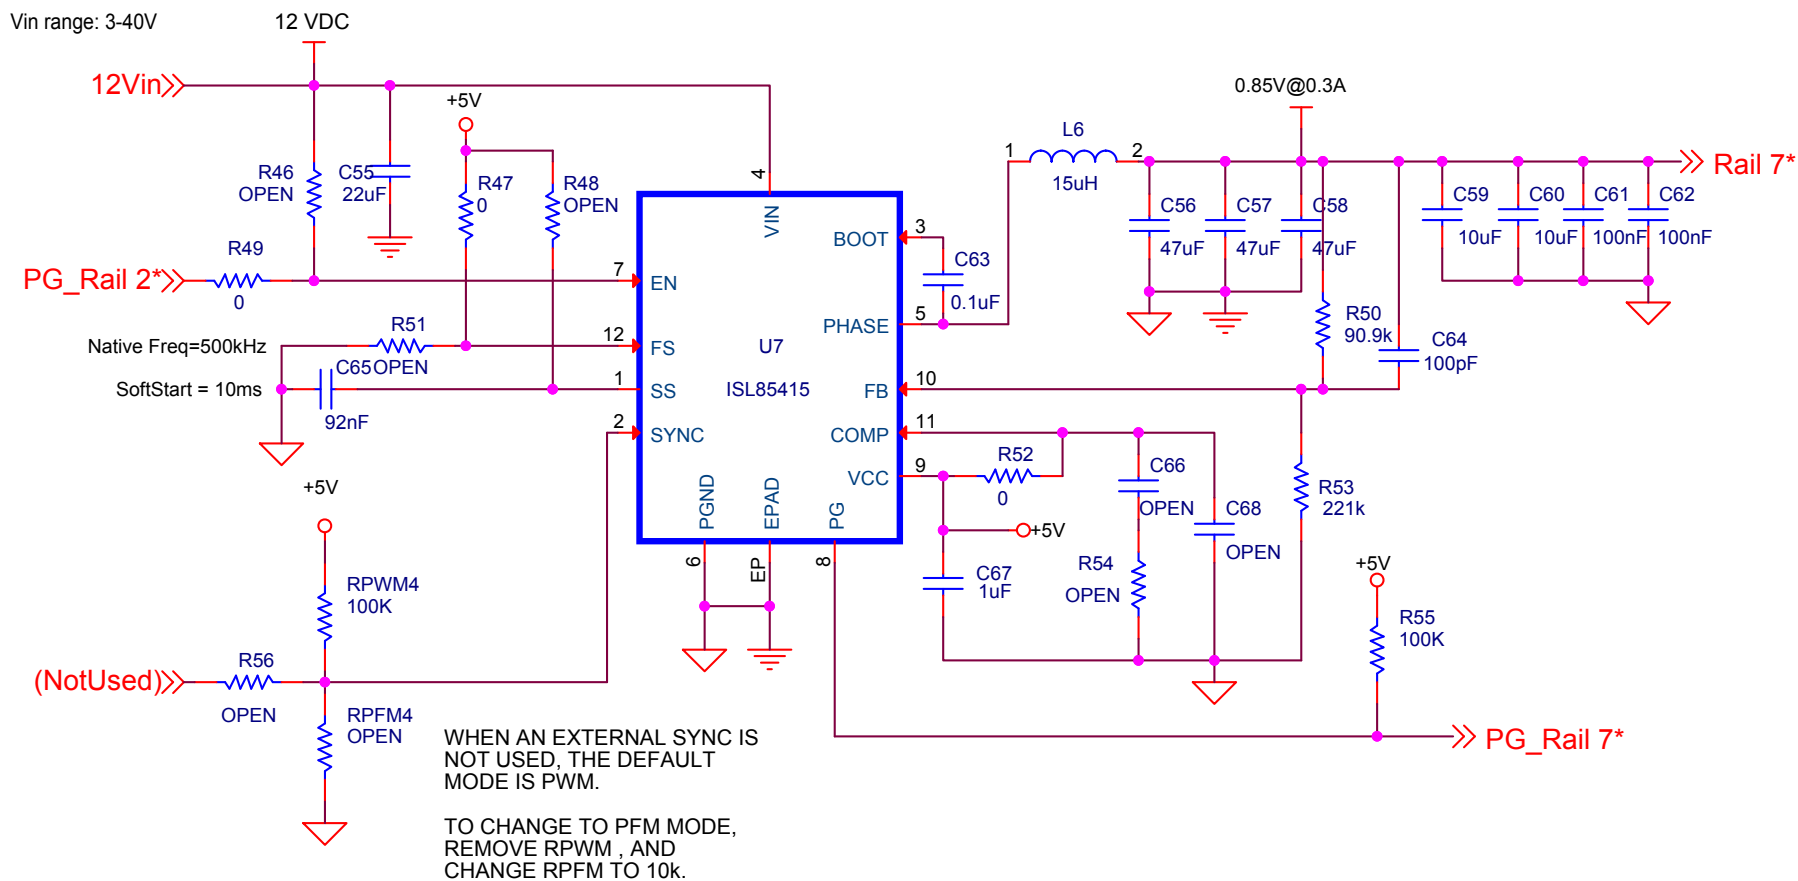 Vin range: 3-40V
12 VDC
12Vin
+5V
0.85V@0.3A
R46
OPEN
C55
22uF
R47
0
R48
OPEN
4
VIN
1
L6
2
15uH
Rail 7*
C56
47uF
C57
47uF
C58
47uF
C59
10uF
C60
10uF
C61
100nF
C62
100nF
BOOT
3
C63
0.1uF
R49
PG_Rail 2*
0
7
EN
PHASE
5
R50
90.9k
C64
100pF
Native Freq=500kHz
R51
OPEN
12
FS
U7
ISL85415
SoftStart = 10ms
C65
92nF
1
SS
FB
10
2
SYNC
COMP
11
VCC
9
R52
0
C66
OPEN
C68
OPEN
R53
221k
+5V
PGND
EPAD
PG
6
EP
8
+5V
C67
1uF
R54
OPEN
+5V
RPWM4
100K
R55
100K
R56
(NotUsed)
OPEN
RPFM4
OPEN
PG_Rail 7*
WHEN AN EXTERNAL SYNC IS
NOT USED, THE DEFAULT
MODE IS PWM.
TO CHANGE TO PFM MODE,
REMOVE RPWM , AND
CHANGE RPFM TO 10k.